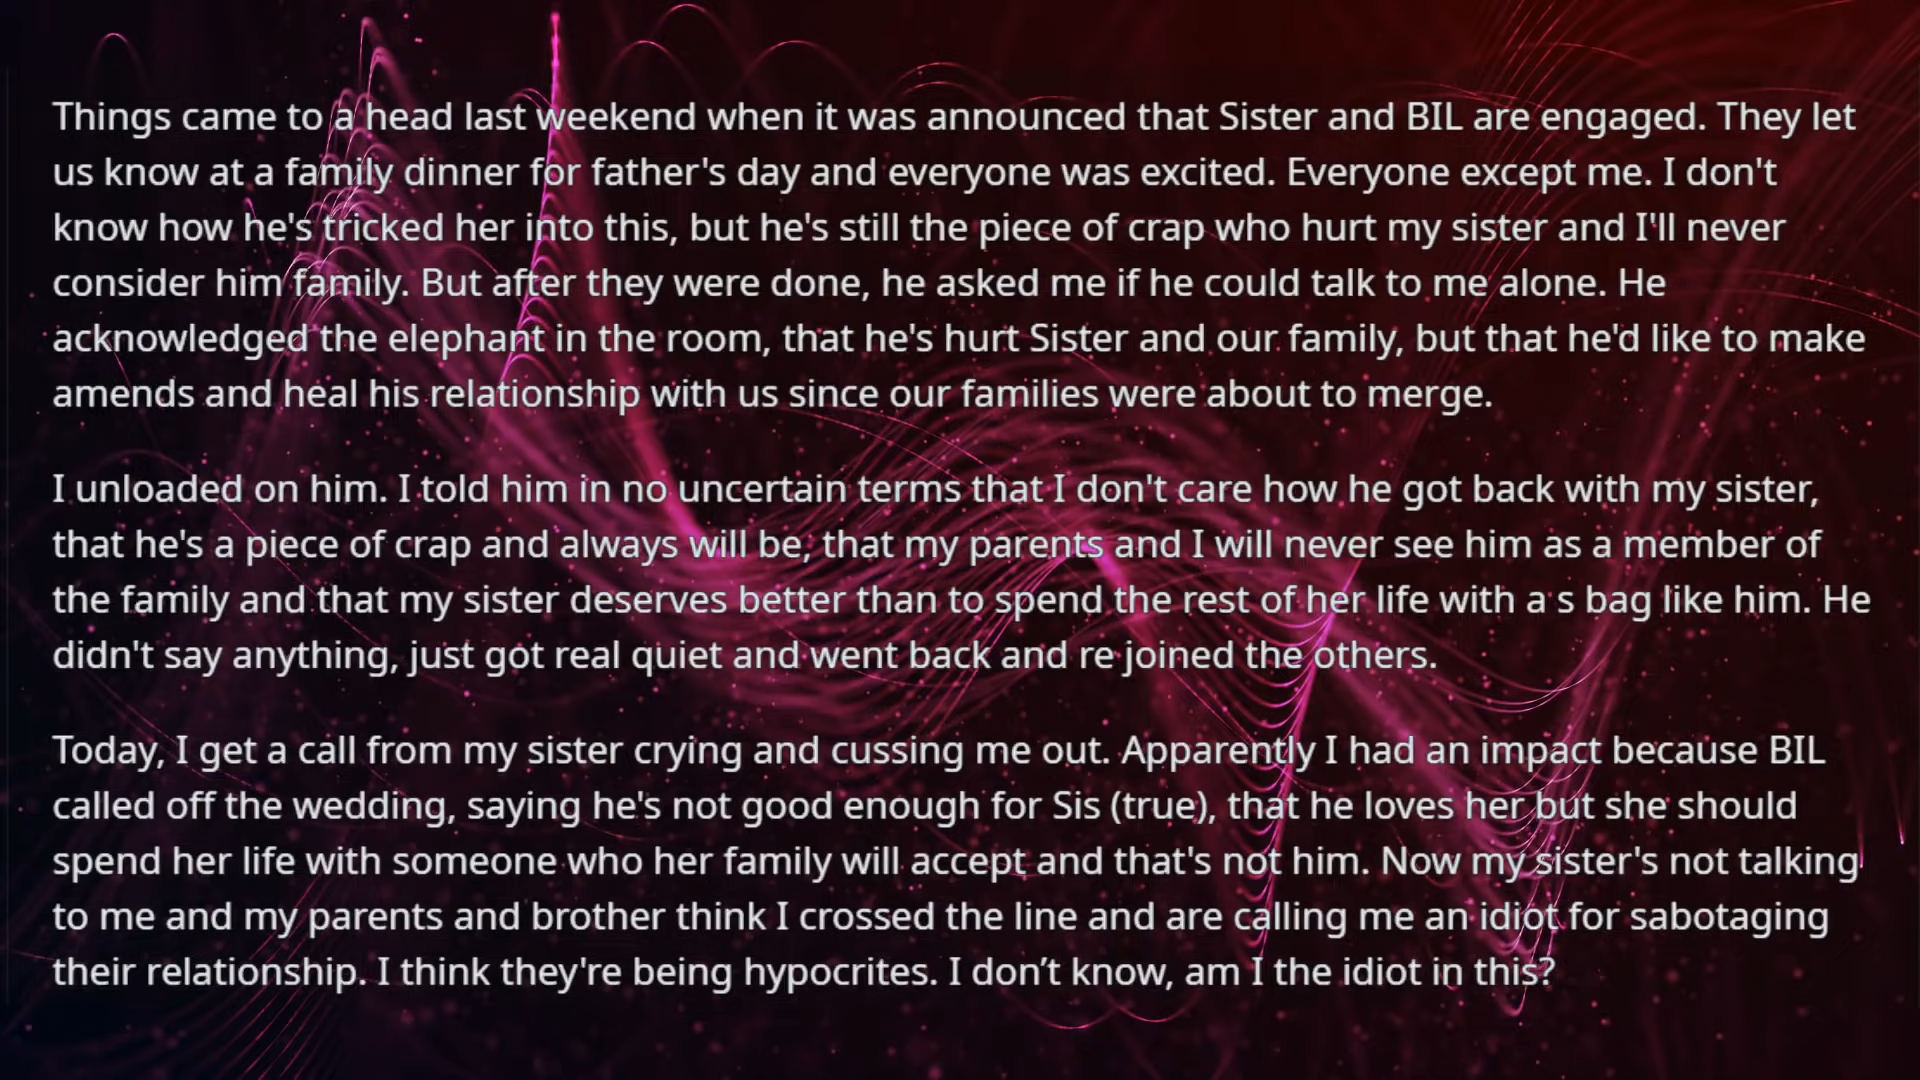 Things came to a head last weekend when it was announced that Sister and BIL are engaged. They let
us know at a family dinner for father's day and everyone was excited. Everyone except me. I don't
know how he's tricked her into this, but he's still the piece of crap who hurt my sister and I'll never
consider him family. But after they were done, he asked me if he could talk to me alone. He
acknowledged the elephant in the room, that he's hurt Sister and our family, but that he'd like to make
amends and heal his relationship with us since our families were about to merge.
I unloaded on him. I told him in no uncertain terms that I don't care how he got back with my sister,
that he's a piece of crap and always will be, that my parents and I will never see him as a member of
the family and that my sister deserves better than to spend the rest of her life with a s bag like him. He
didn't say anything, just got real quiet and went back and re joined the others.
Today, I get a call from my sister crying and cussing me out. Apparently I had an impact because BIL
called off the wedding, saying he's not good enough for Sis (true), that he loves her but she should
spend her life with someone who her family will accept and that's not him. Now my sister's not talking
to me and my parents and brother think I crossed the line and are calling me an idiot for sabotaging
their relationship. I think they're being hypocrites. I don’t know, am I the idiot in this?